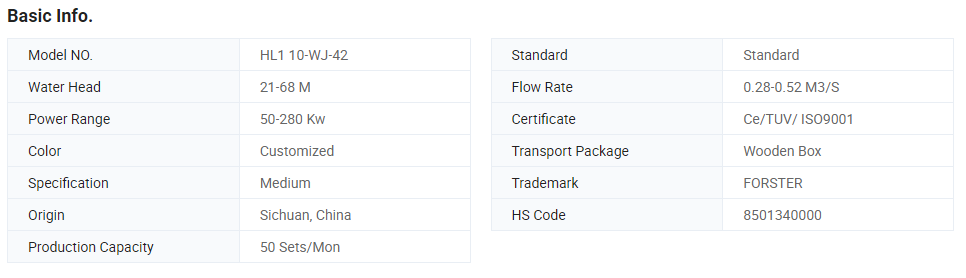 Basic Info.
Model NO. HL1 10-WJ-42
Water Head 21-68 M
Power Range 50-280 Kw
Color Customized
Specification Medium
Origin Sichuan, China
Production Capacity 50 Sets/Mon
Standard Standard
Flow Rate 0.28-0.52 M3/S
Certificate Ce/TUV/ ISO9001
Transport Package Wooden Box
Trademark FORSTER
HS Code 8501340000